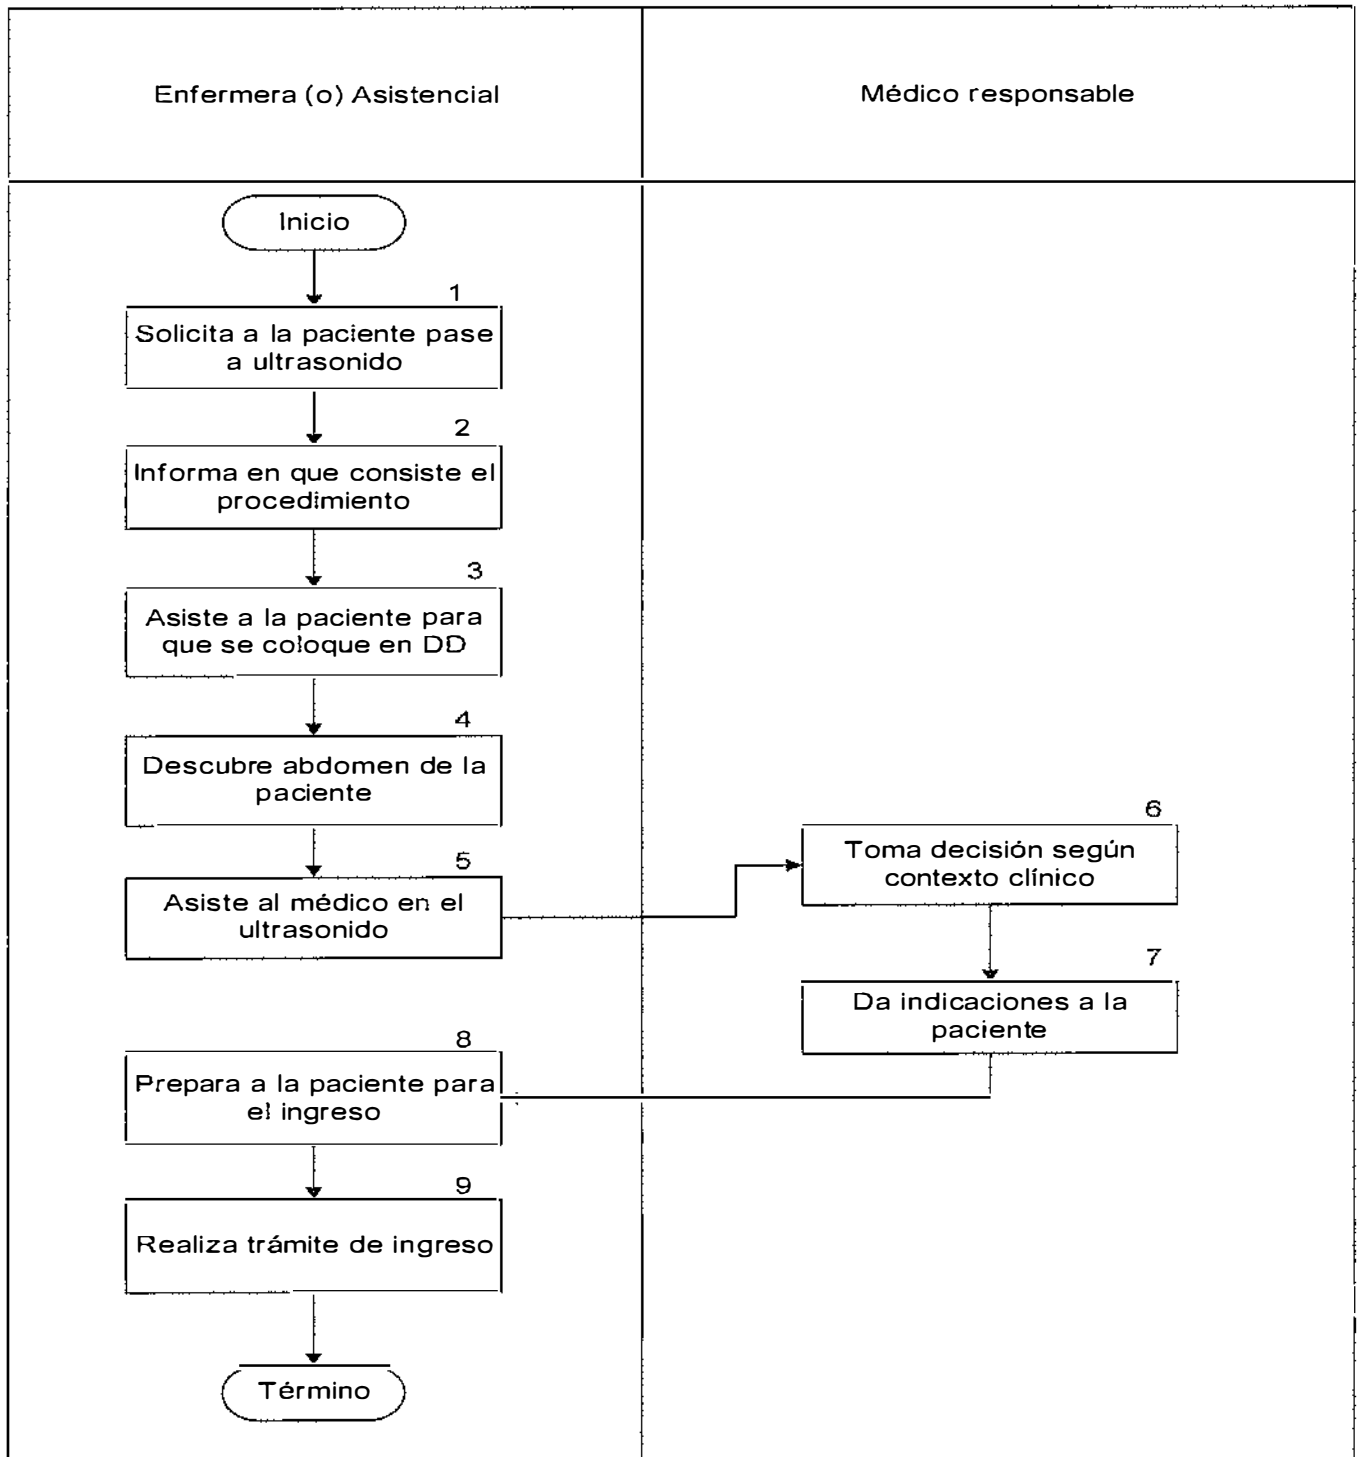 Enfermera (o) Asistencial
Médico responsable
Inicio
1
Solicita a la paciente pase
a ultrasonido
2
Informa en que consiste el
procedimiento
3
Asiste a la paciente para
que se coloque en DD
4
Descubre abdomen de la
paciente
5
Asiste al médico en el
ultrasonido
6
Toma decisión según
contexto clínico
7
Da indicaciones a la
paciente
8
Prepara a la paciente para
el ingreso
9
Realiza trámite de ingreso
Término